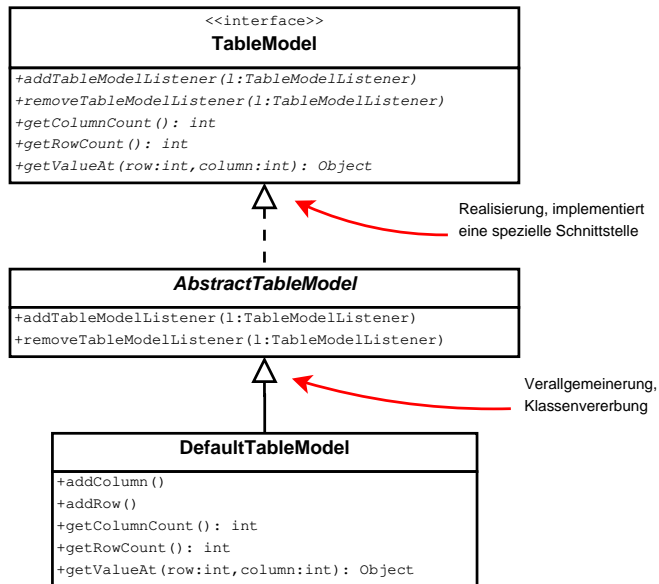 <<interface>>
TableModel
+addTableModelListener(l:TableModelListener)
+removeTableModelListener(l:TableModelListener)
+getColumnCount(): int
+getRowCount(): int
+getValueAt(row:int,column:int): Object
Realisierung, implementiert
eine spezielle Schnittstelle
AbstractTableModel
+addTableModelListener(l:TableModelListener)
+removeTableModelListener(l:TableModelListener)
Verallgemeinerung,
Klassenvererbung
DefaultTableModel
+addColumn()
+addRow()
+getColumnCount(): int
+getRowCount(): int
+getValueAt(row:int,column:int): Object